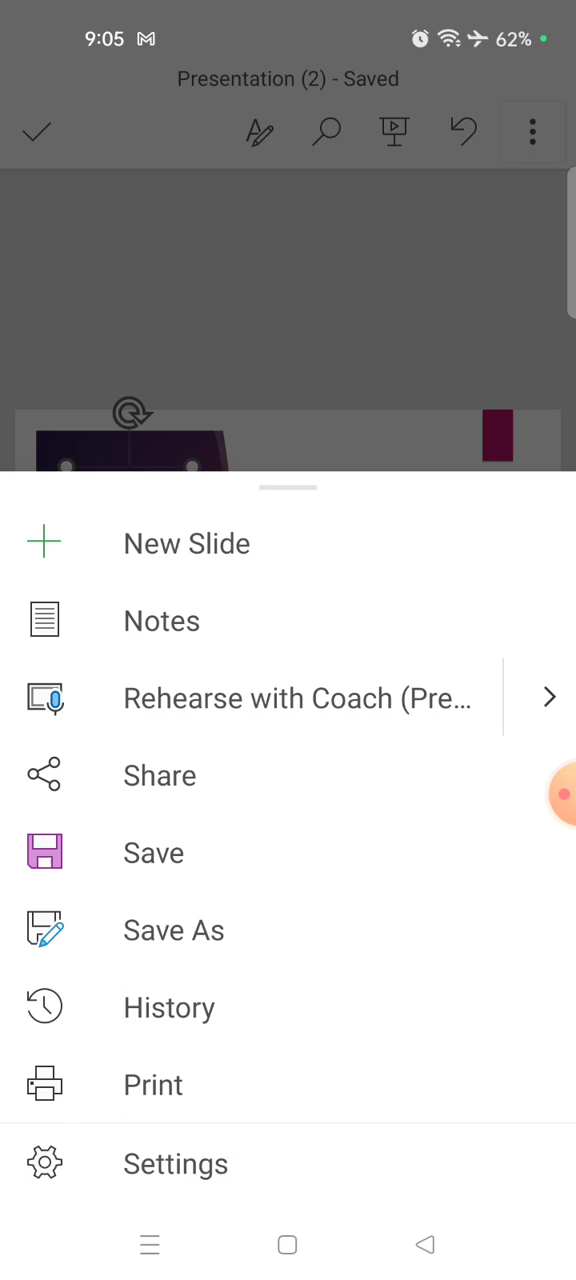 9:05
62%
Presentation (2) - Saved
New Slide
Notes
Rehearse with Coach (Pre...
Share
Save
Save As
History
Print
Settings